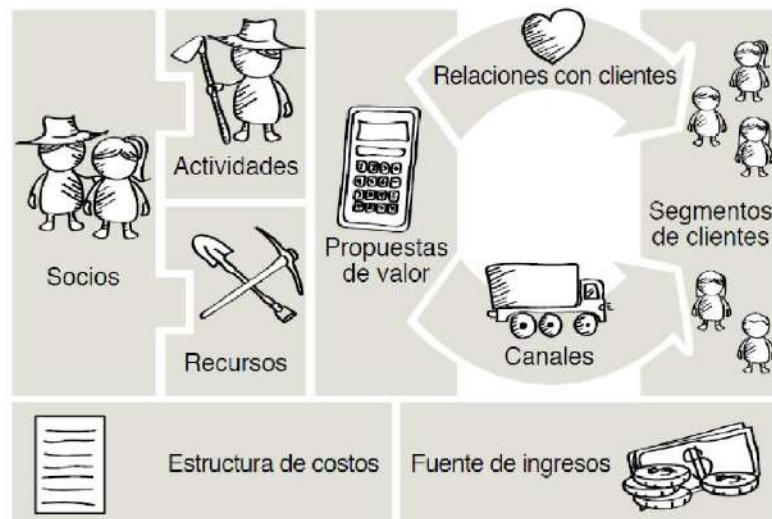 Socios
Actividades
Recursos
Propuestas
de valor
Relaciones con clientes
Canales
Segmentos
de clientes
Estructura de costos
Fuente de ingresos